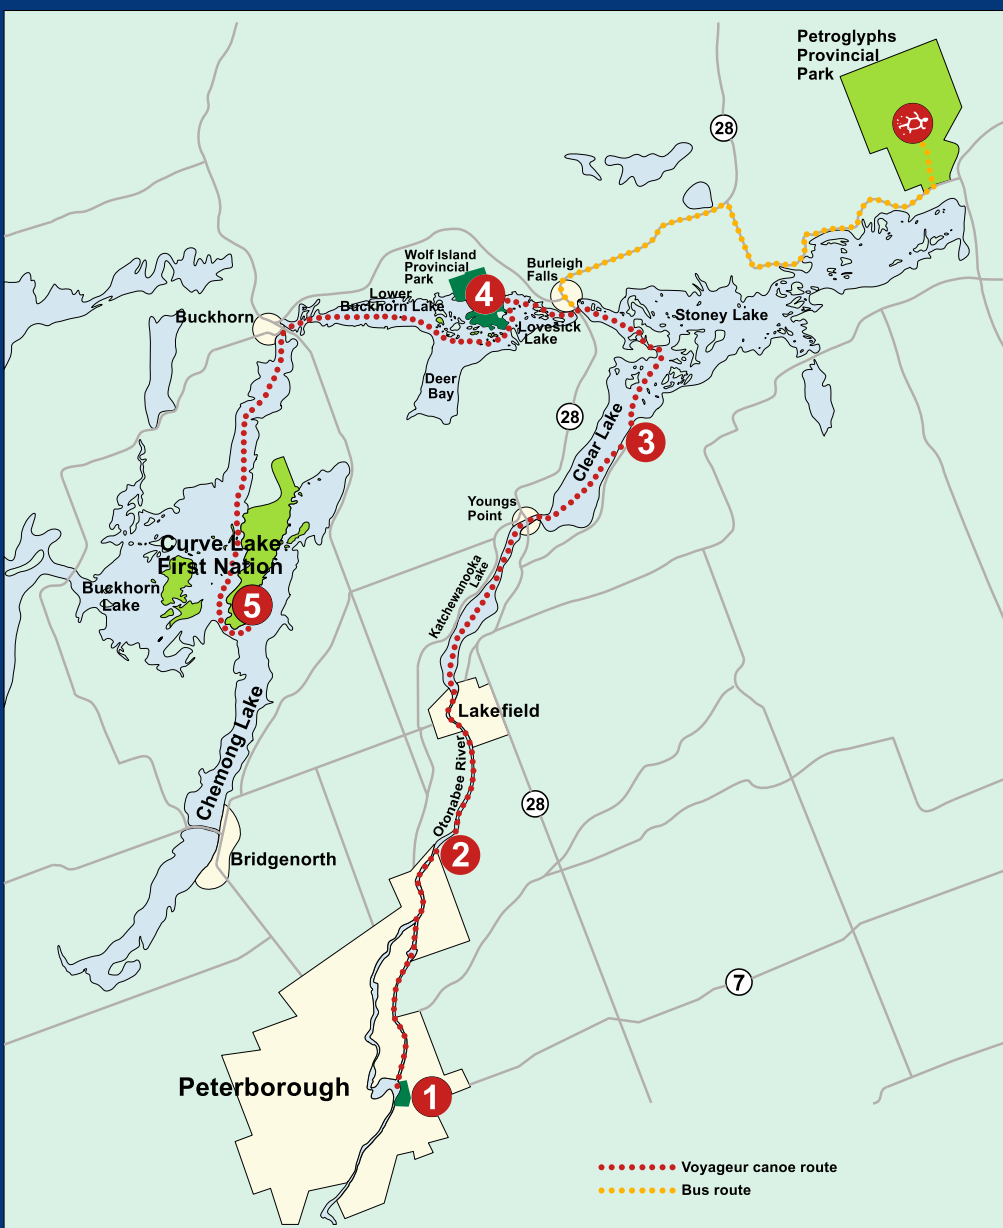 Petroglyphs
Provincial
Park
28
Wolf Island
Provincial
Park
4
Burleigh
Falls
Lower
Buckhorn Lake
Buckhorn
Lovesick
Lake
Stoney Lake
Deer
Bay
28
Clear Lake
3
Youngs
Point
Curve Lake
First Nation
Buckhorn
Lake
5
Katchewanooka
Lake
Chemong Lake
Lakefield
Otonabee River
28
2
Bridgenorth
7
Peterborough
1
Voyageur canoe route
Bus route